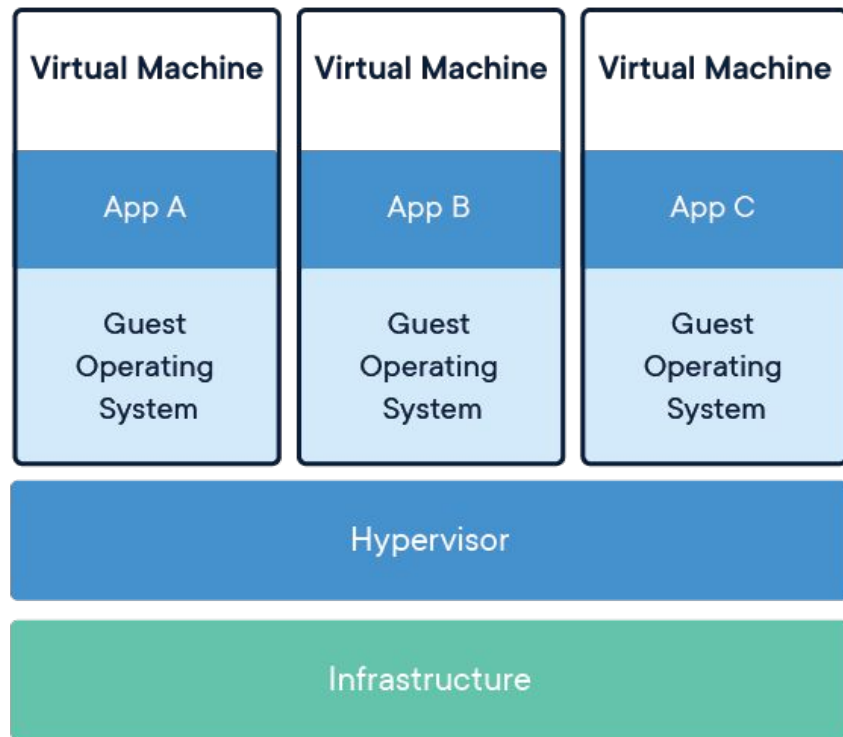 Virtual Machine
App A
Guest
Operating
System
Virtual Machine
App B
Guest
Operating
System
Virtual Machine
App C
Guest
Operating
System
Hypervisor
Infrastructure